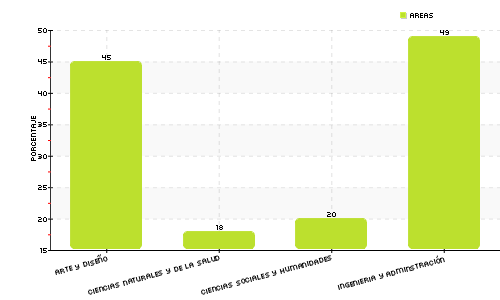 AREAS
PORCENTAJE
50
45
40
35
30
25
20
15
45
18
20
49
ARTE Y DISEÑO
CIENCIAS NATURALES Y DE LA SALUD
CIENCIAS SOCIALES Y HUMANIDADES
INGENIERIA Y ADMINSTRACIÓN